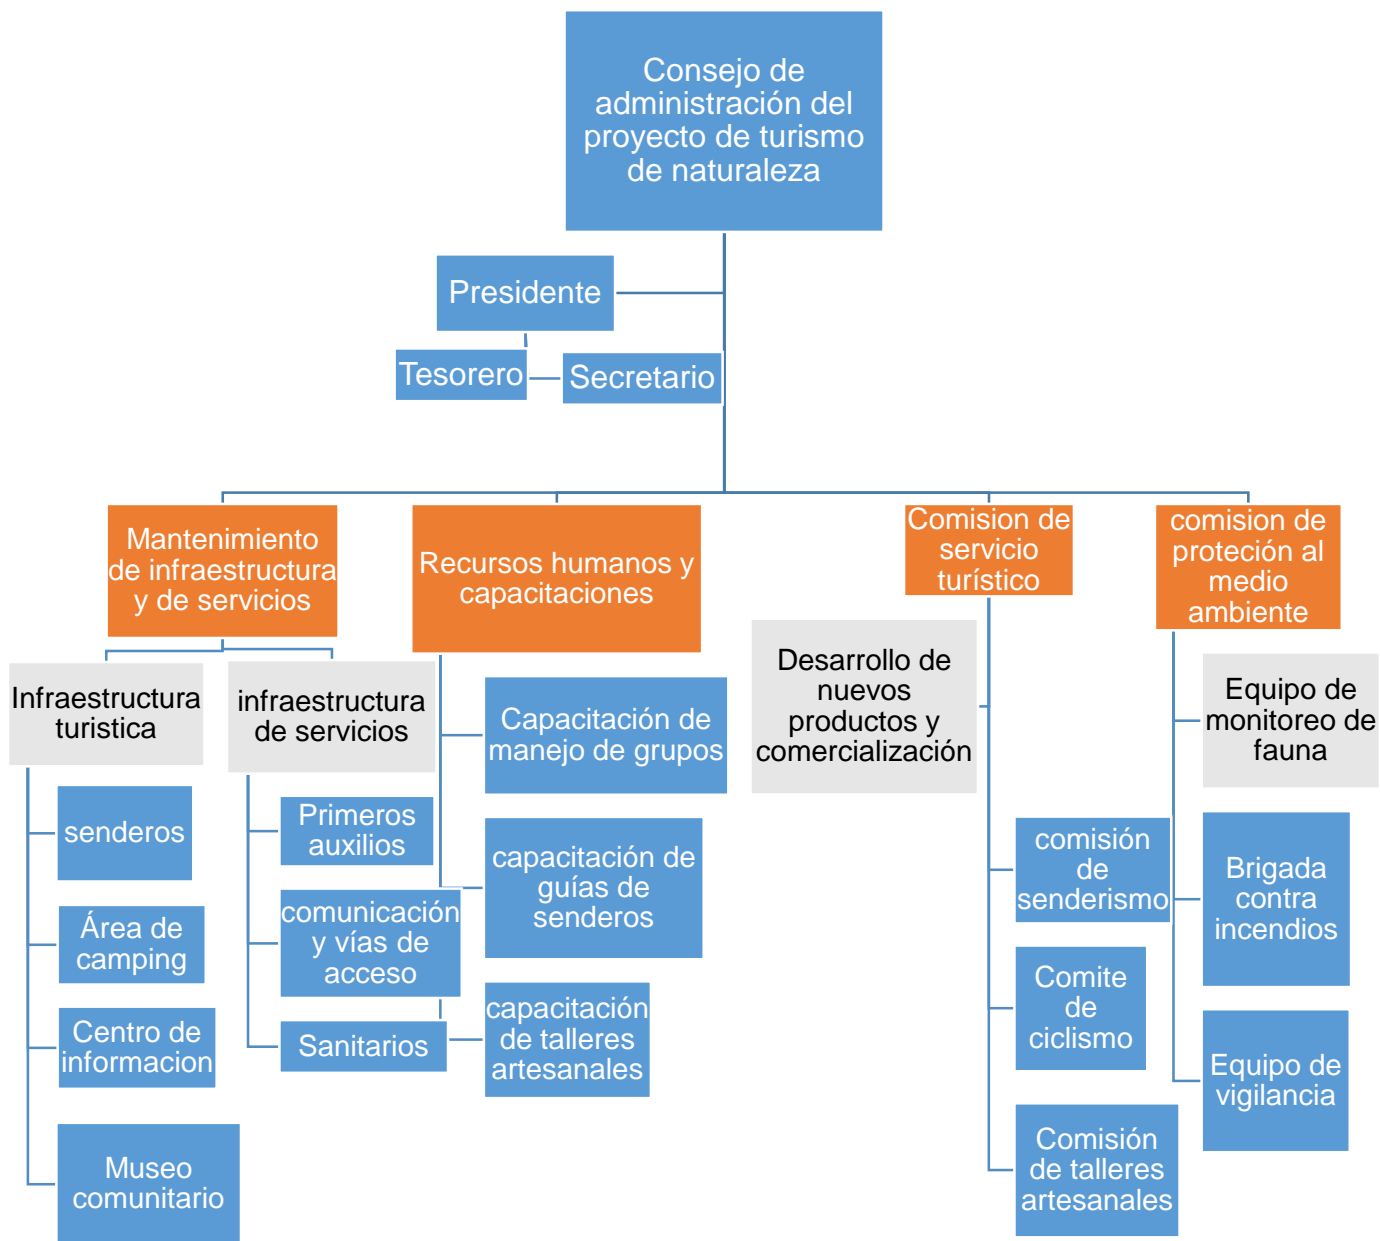 Consejo de
administración del
proyecto de turismo
de naturaleza
Presidente
Tesorero
Secretario
Mantenimiento
de infraestructura
y de servicios
Infraestructura
turistica
senderos
Área de
camping
Centro de
informacion
Museo
comunitario
infraestructura
de servicios
Primeros
auxilios
comunicación
y vías de
acceso
Sanitarios
Recursos humanos y
capacitaciones
Capacitación de
manejo de grupos
capacitación de
guías de
senderos
capacitación
de talleres
artesanales
Comision de
servicio
turístico
Desarrollo de
nuevos
productos y
comercialización
comisión
de
senderismo
Comite
de
ciclismo
Comisión
de talleres
artesanales
comision de
proteción al
medio
ambiente
Equipo de
monitoreo de
fauna
Brigada
contra
incendios
Equipo de
vigilancia